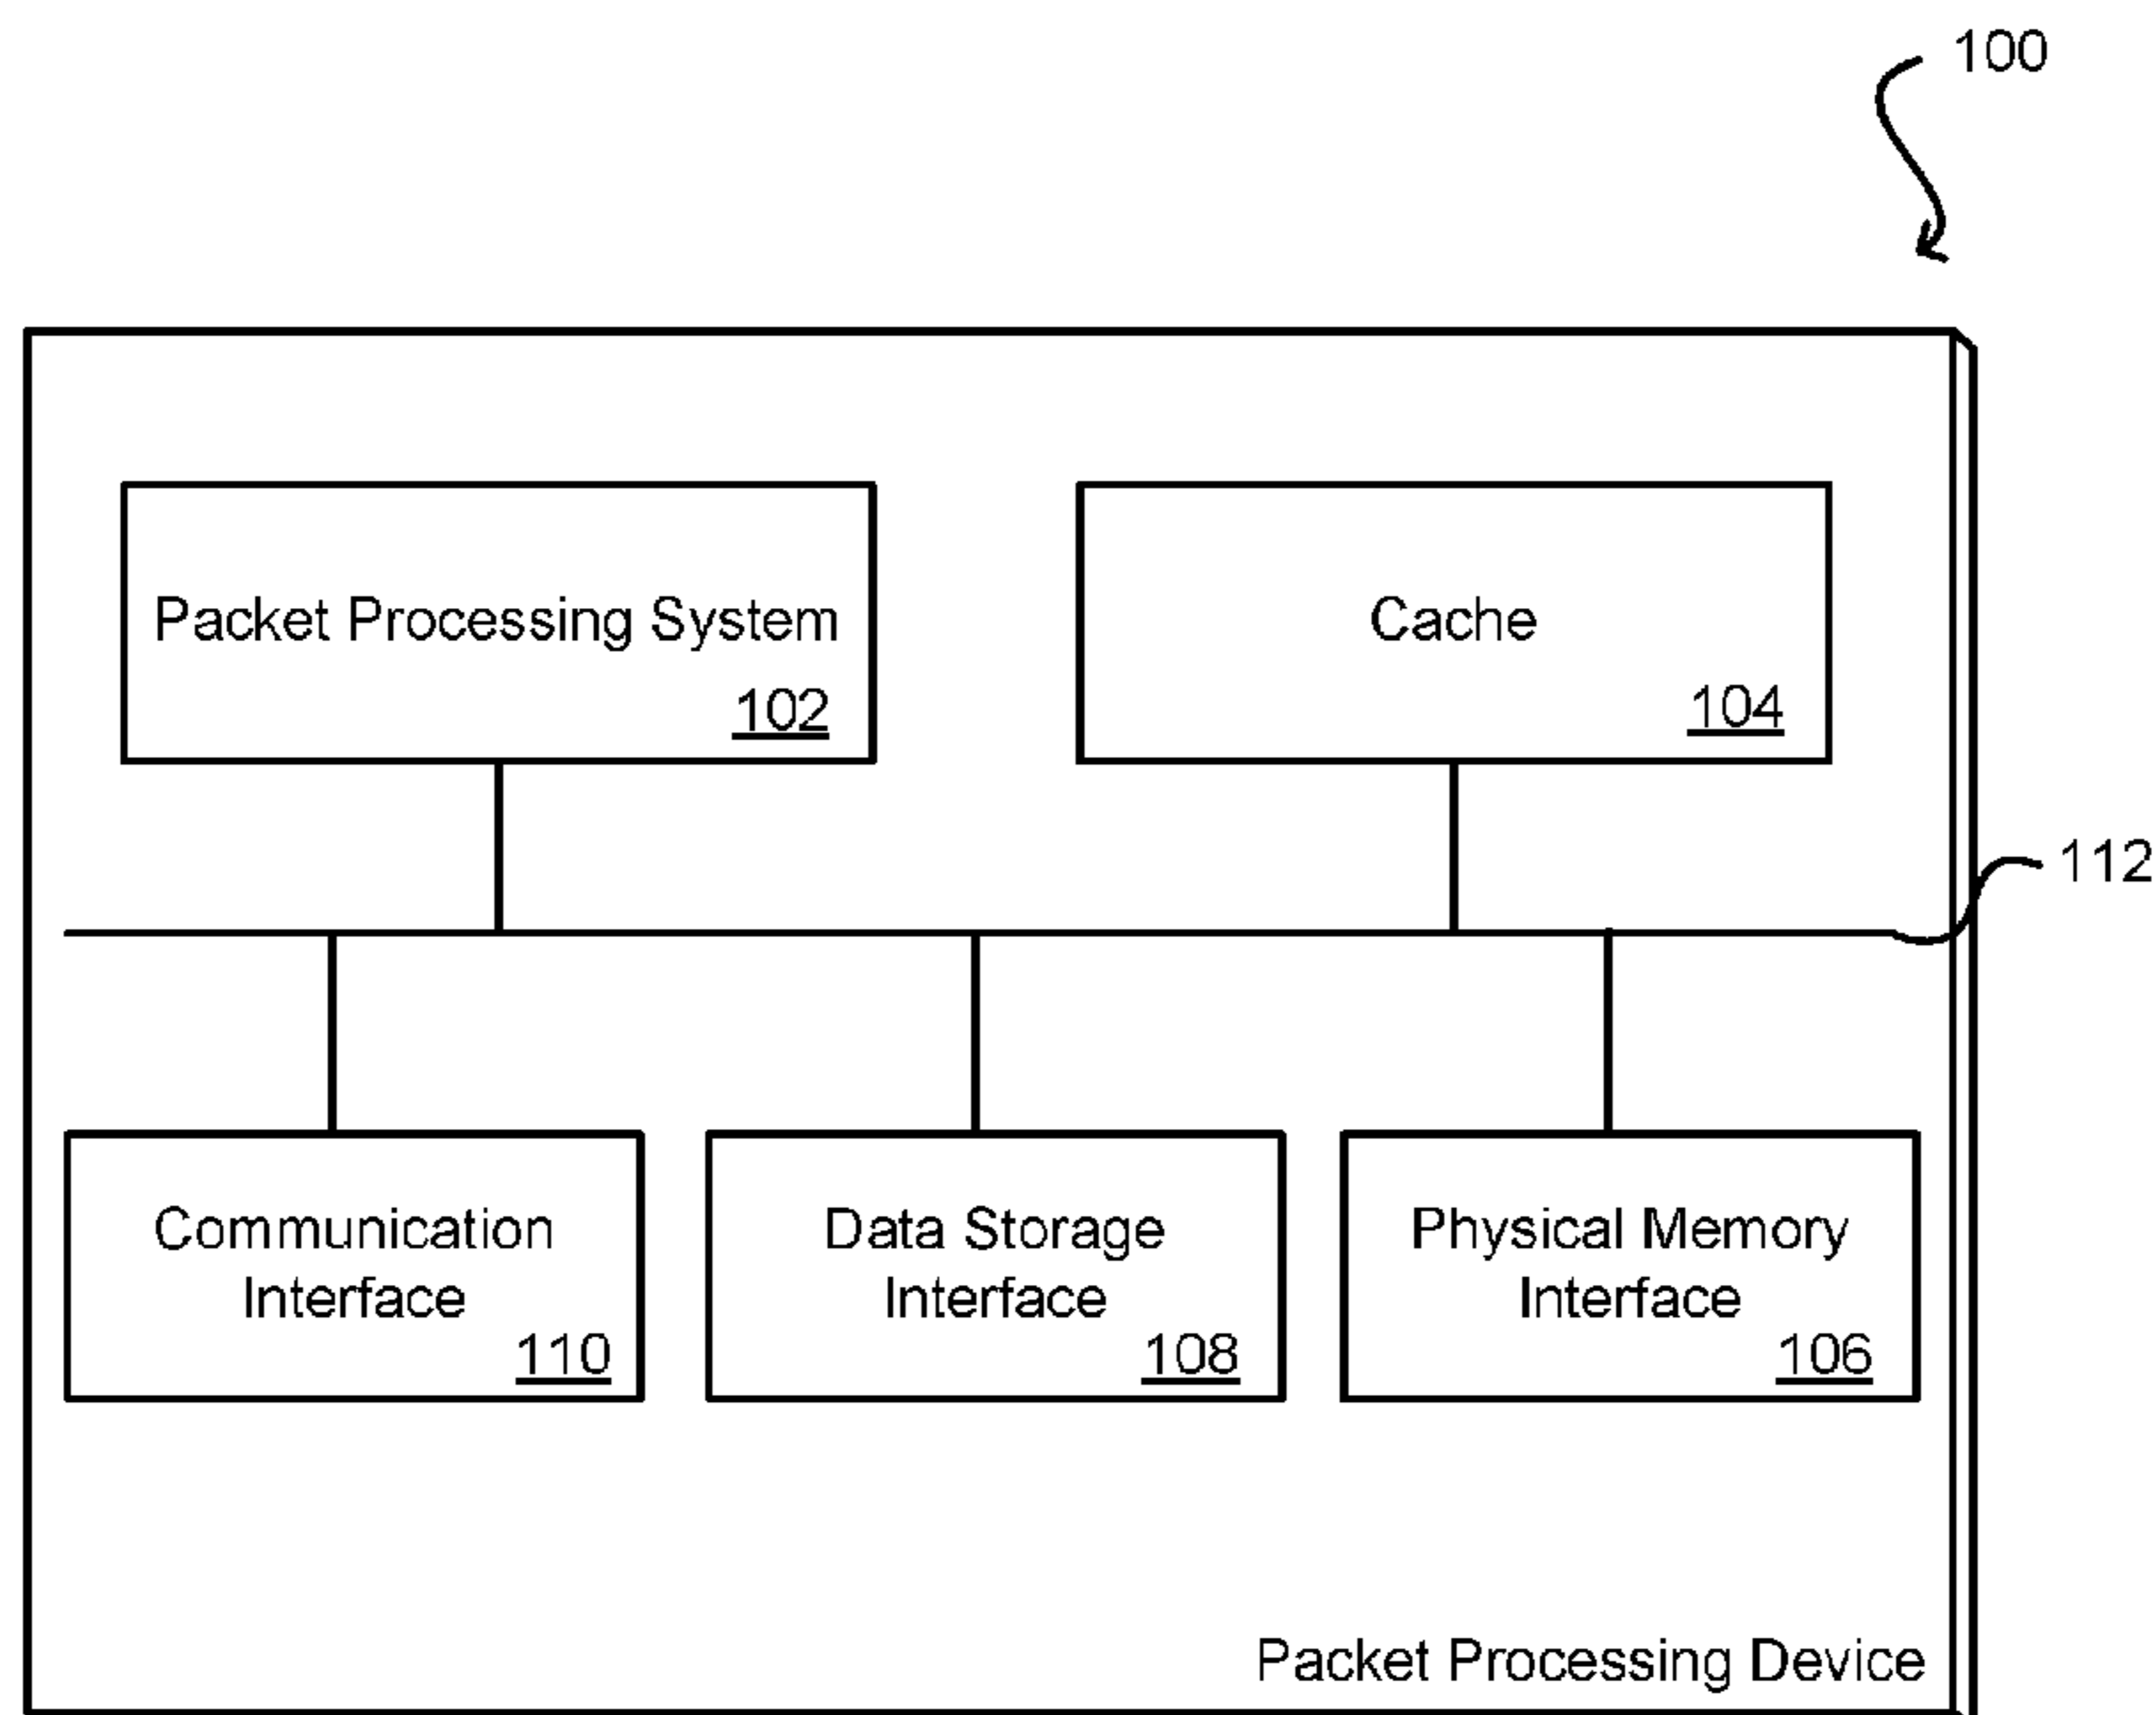 100
Packet Processing System
102
Cache
104
112
Communication
Interface
110
Data Storage
Interface
108
Physical Memory
Interface
106
Packet Processing Device